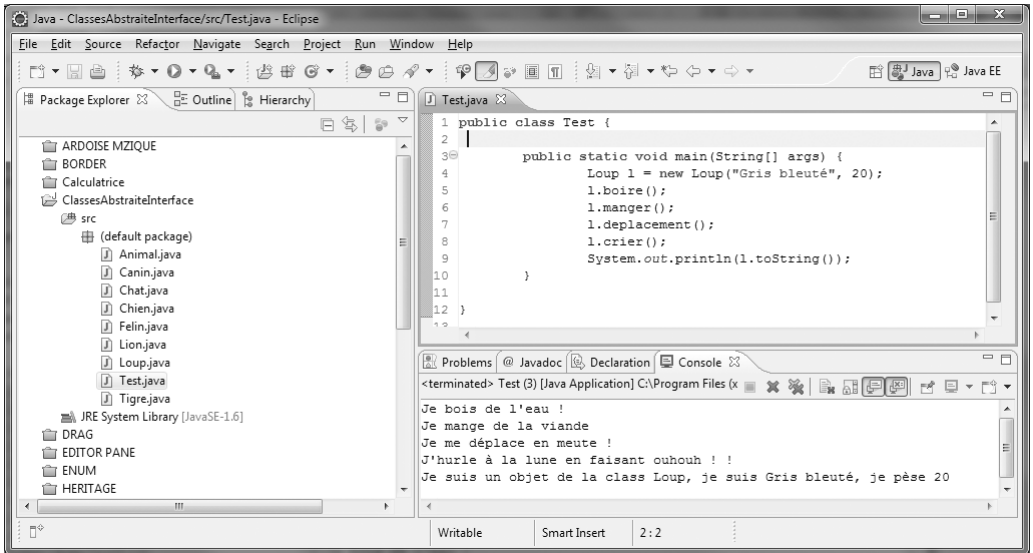 Java - ClassesAbstraiteInterface/src/Test.java - Eclipse
File Edit Source Refactor Navigate Search Project Run Window Help
Java Java EE
Package Explorer Outline Hierarchy
ARDOISE MZIQUE
BORDER
Calculatrice
ClassesAbstraiteInterface
src
(default package)
Animal.java
Canin.java
Chat.java
Chien.java
Felin.java
Lion.java
Loup.java
Test.java
Tigre.java
JRE System Library [JavaSE-1.6]
DRAG
EDITOR PANE
ENUM
HERITAGE
Test.java
1 public class Test {
2
3 public static void main(String[] args) {
4 Loup l = new Loup("Gris bleuté", 20);
5 l.boire();
6 l.manger();
7 l.deplacement();
8 l.crier();
9 System.out.println(l.toString());
10 }
11
12 }
13
Problems @ Javadoc Declaration Console
<terminated> Test (3) [Java Application] C:\Program Files (x
Je bois de l'eau !
Je mange de la viande
Je me déplace en meute !
J'hurle à la lune en faisant ouhouh ! !
Je suis un objet de la class Loup, je suis Gris bleuté, je pèse 20
Writable Smart Insert 2 : 2